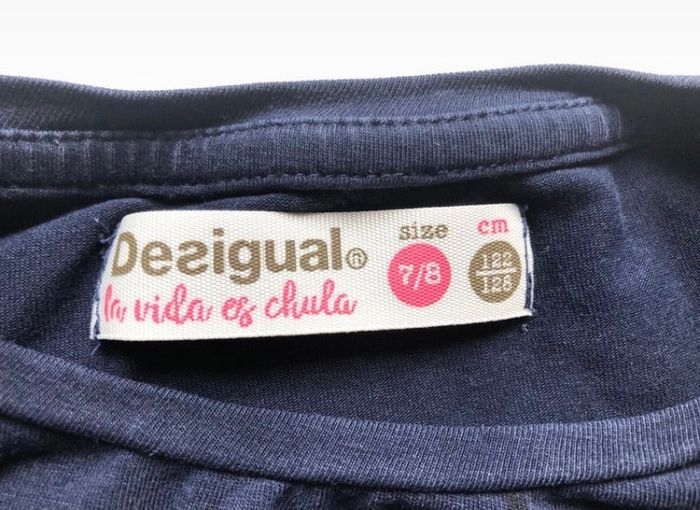 Desigual®
la vida es chula
size
7/8
cm
122
128